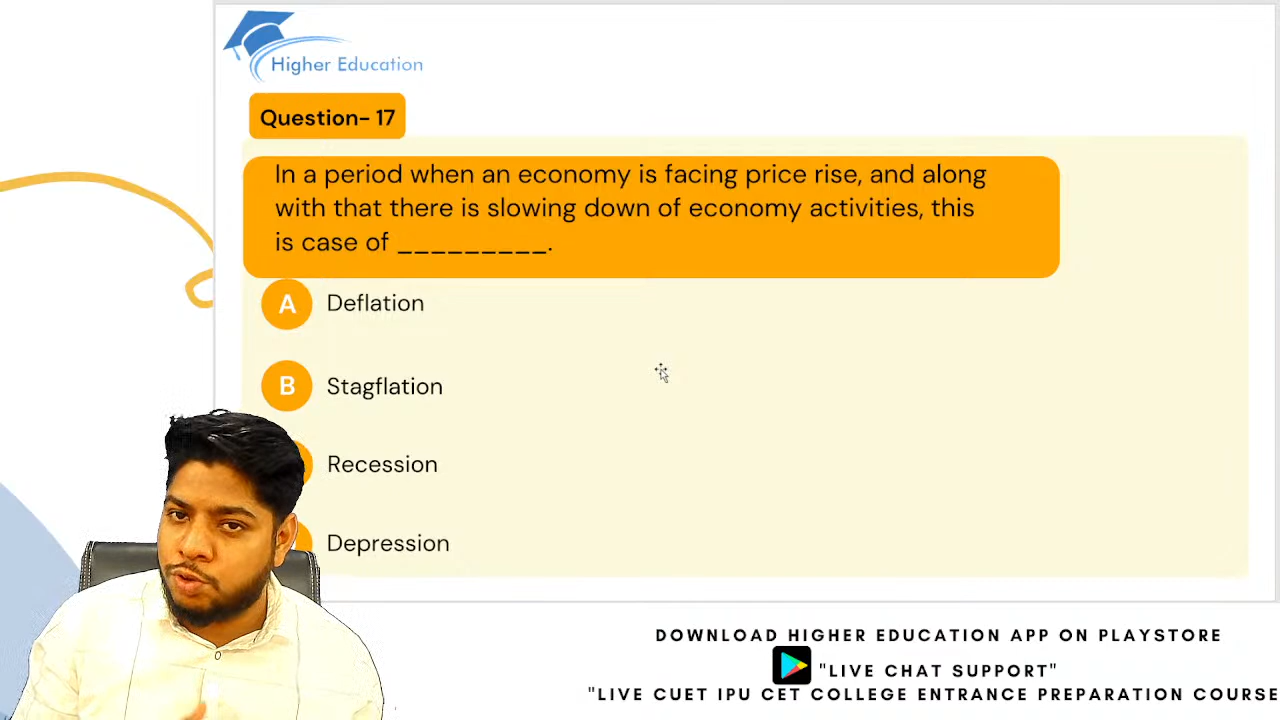 Higher Education
Question- 17
In a period when an economy is facing price rise, and along
with that there is slowing down of economy activities, this
is case of _________.
A Deflation
B Stagflation
Recession
Depression
DOWNLOAD HIGHER EDUCATION APP ON PLAYSTORE
"LIVE CHAT SUPPORT"
"LIVE CUET IPU CET COLLEGE ENTRANCE PREPARATION COURSE